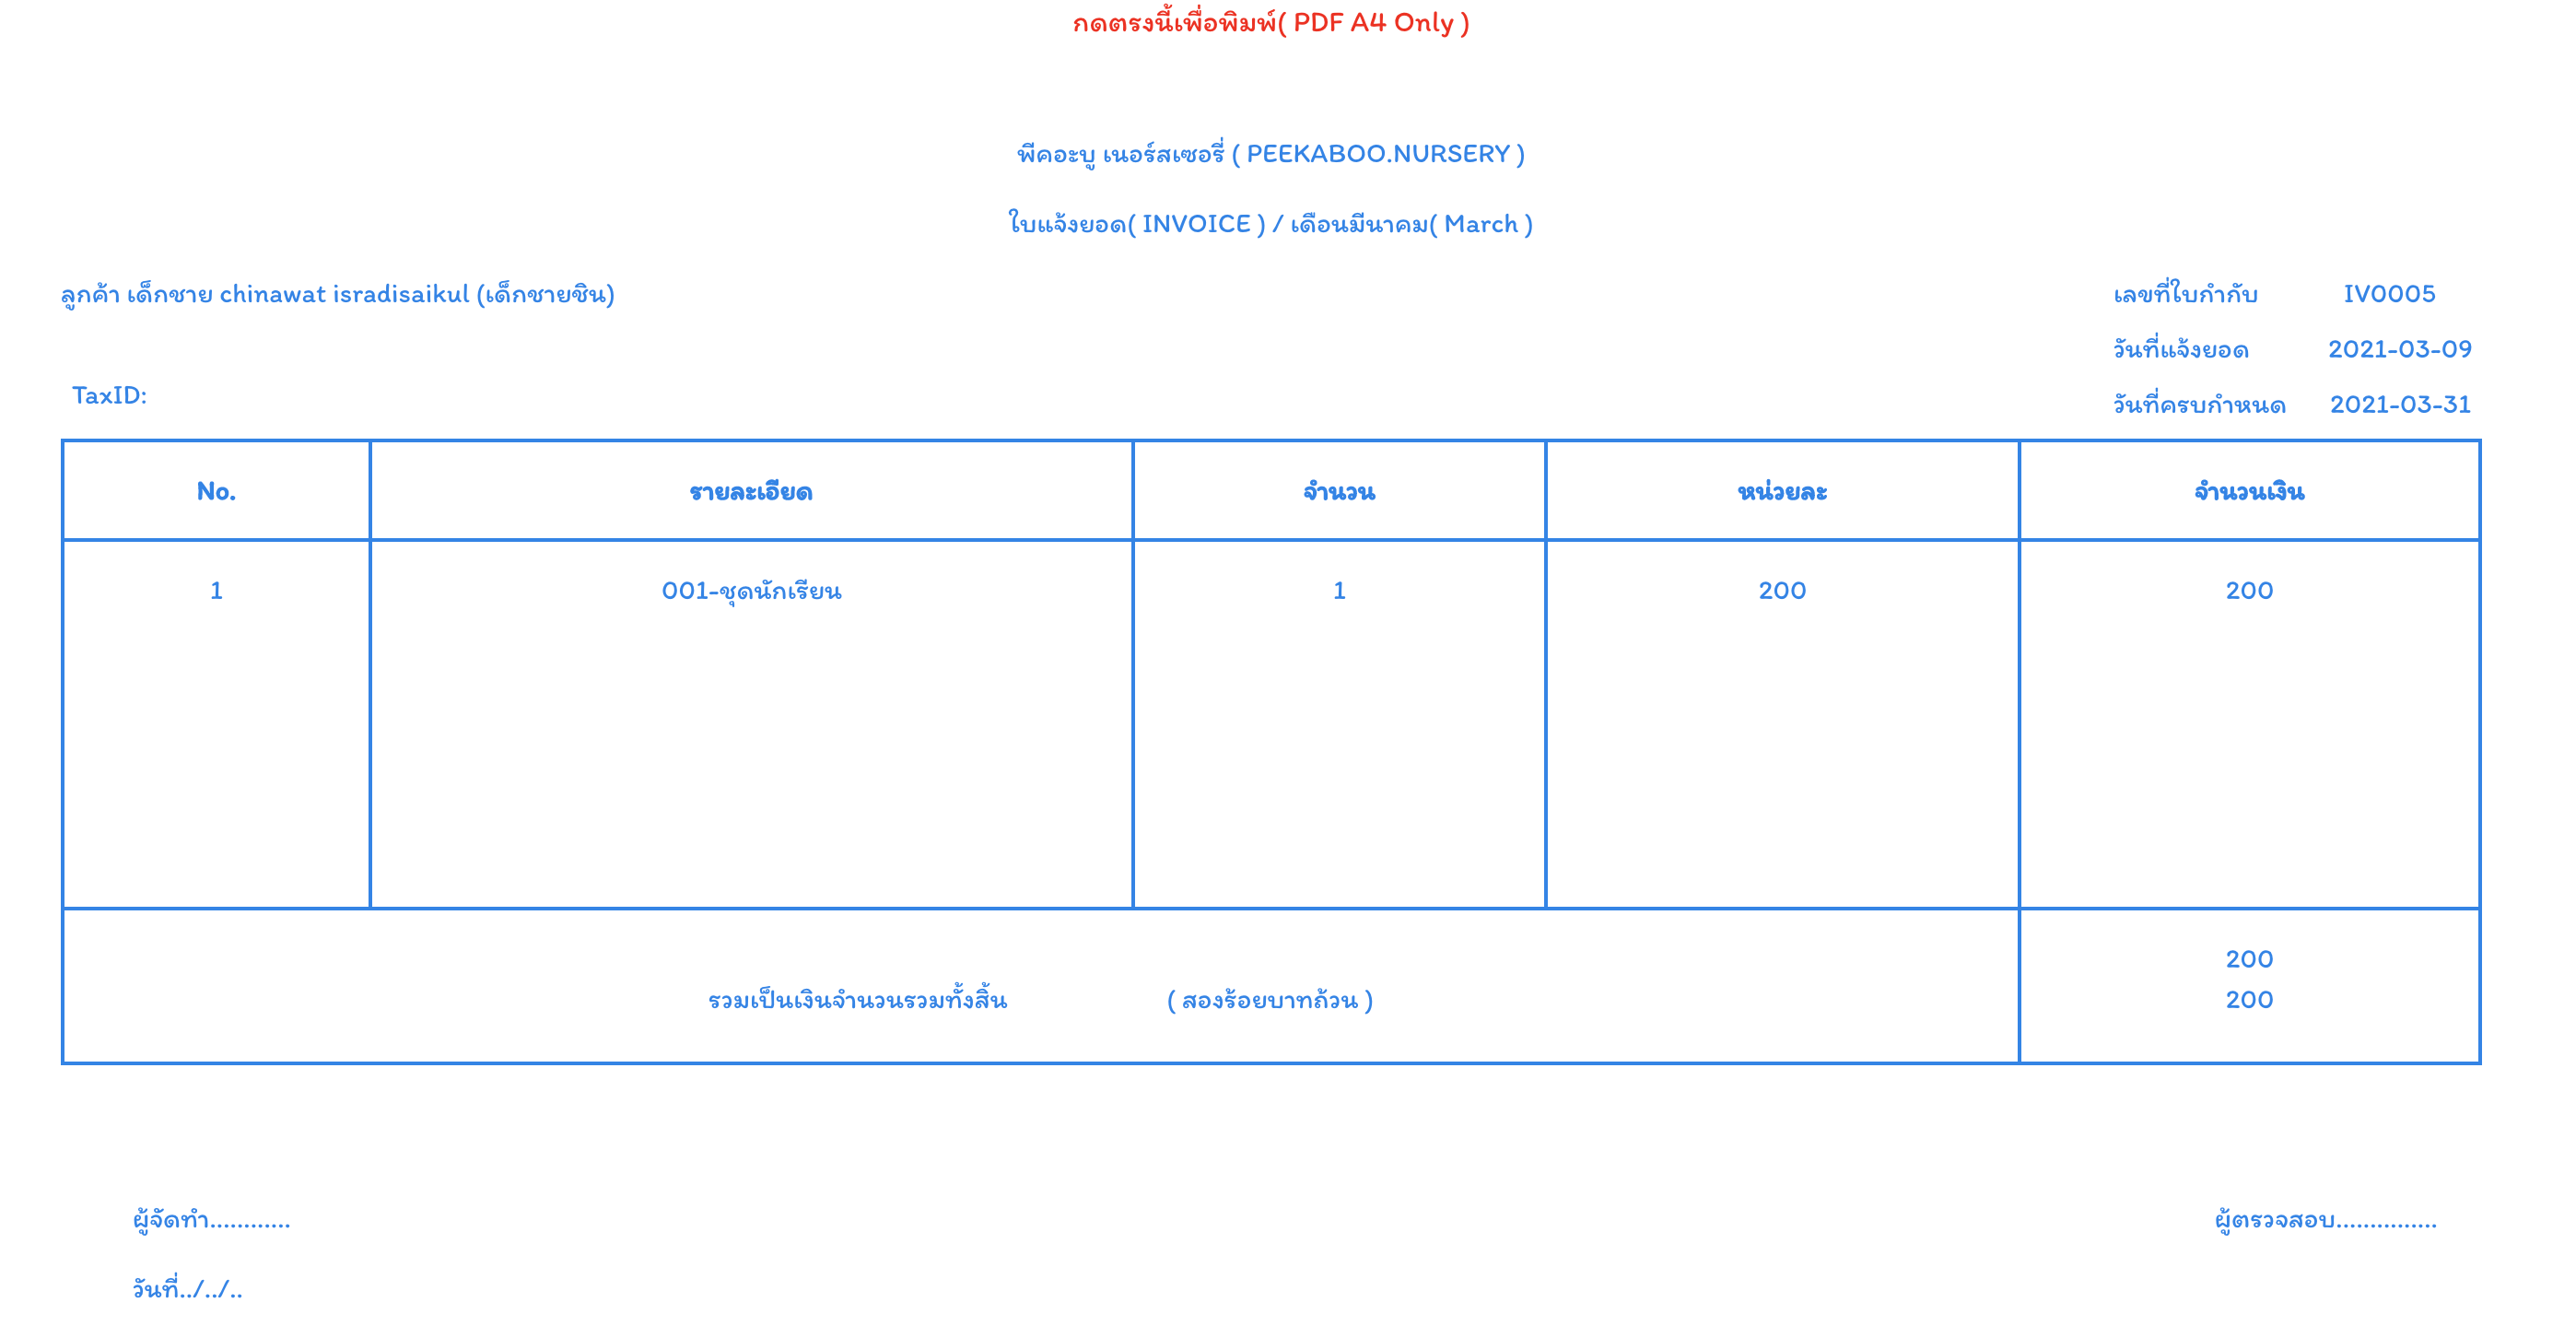 กดตรงนี้เพื่อพิมพ์( PDF A4 Only )
พีคอะบู เนอร์สเซอรี่ ( PEEKABOO.NURSERY )
ใบแจ้งยอด( INVOICE ) / เดือนมีนาคม( March )
ลูกค้า เด็กชาย chinawat isradisaikul (เด็กชายชิน) เลขที่ใบกำกับ IV0005
วันที่แจ้งยอด 2021-03-09
TaxID: วันที่ครบกำหนด 2021-03-31
No. รายละเอียด จำนวน หน่วยละ จำนวนเงิน
1 001-ชุดนักเรียน 1 200 200
200
รวมเป็นเงินจำนวนรวมทั้งสิ้น ( สองร้อยบาทถ้วน ) 200
ผู้จัดทำ............ ผู้ตรวจสอบ...............
วันที่../../..